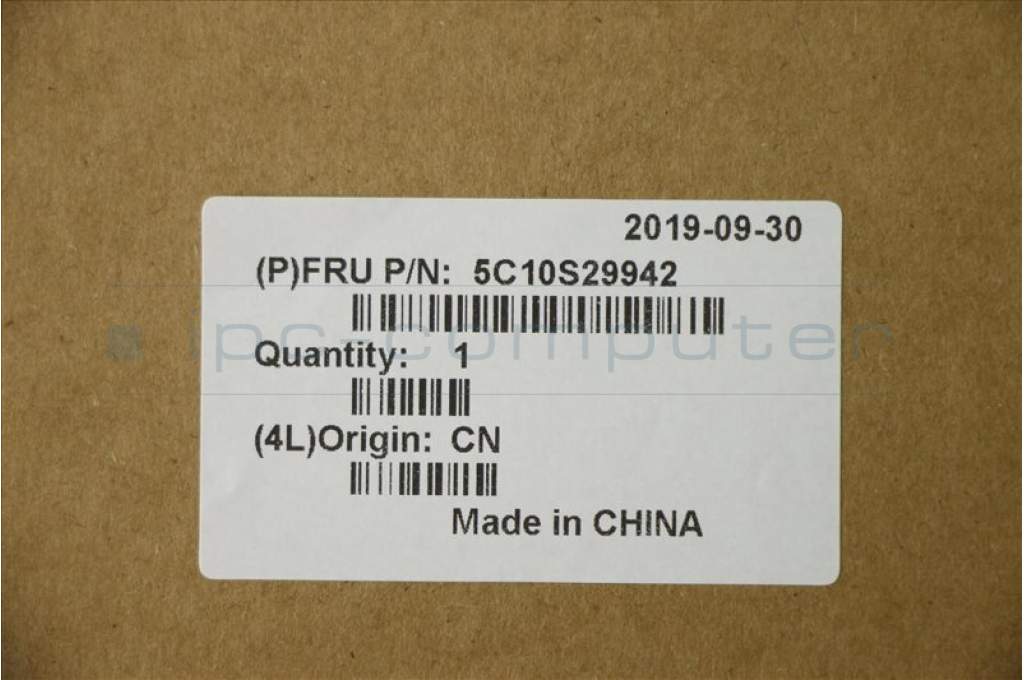 2019-09-30
(P)FRU P/N: 5C10S29942
ipc-computer
Quantity: 1
(4L)Origin: CN
Made in CHINA